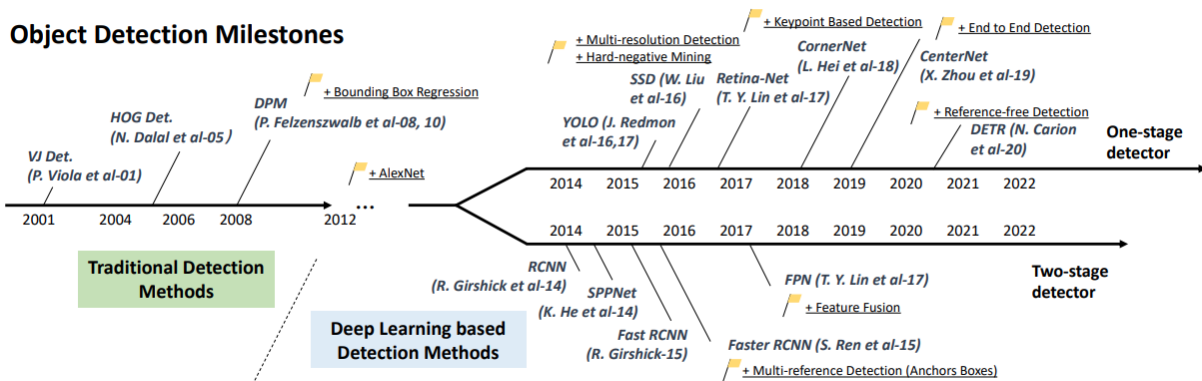 Object Detection Milestones
VJ Det.
(P. Viola et al-01)
HOG Det.
(N. Dalal et al-05)
DPM
(P. Felzenszwalb et al-08, 10)
+ Bounding Box Regression
+ AlexNet
...
2001
2004
2006
2008
2012
Traditional Detection
Methods
Deep Learning based
Detection Methods
+ Multi-resolution Detection
+ Hard-negative Mining
YOLO (J. Redmon
et al-16,17)
SSD (W. Liu
et al-16)
Retina-Net
(T. Y. Lin et al-17)
+ Keypoint Based Detection
CornerNet
(L. Hei et al-18)
+ End to End Detection
CenterNet
(X. Zhou et al-19)
+ Reference-free Detection
DETR (N. Carion
et al-20)
One-stage
detector
2014
2015
2016
2017
2018
2019
2020
2021
2022
2014
2015
2016
2017
2018
2019
2020
2021
2022
Two-stage
detector
RCNN
(R. Girshick et al-14)
SPPNet
(K. He et al-14)
Fast RCNN
(R. Girshick-15)
Faster RCNN (S. Ren et al-15)
+ Multi-reference Detection (Anchors Boxes)
FPN (T. Y. Lin et al-17)
+ Feature Fusion